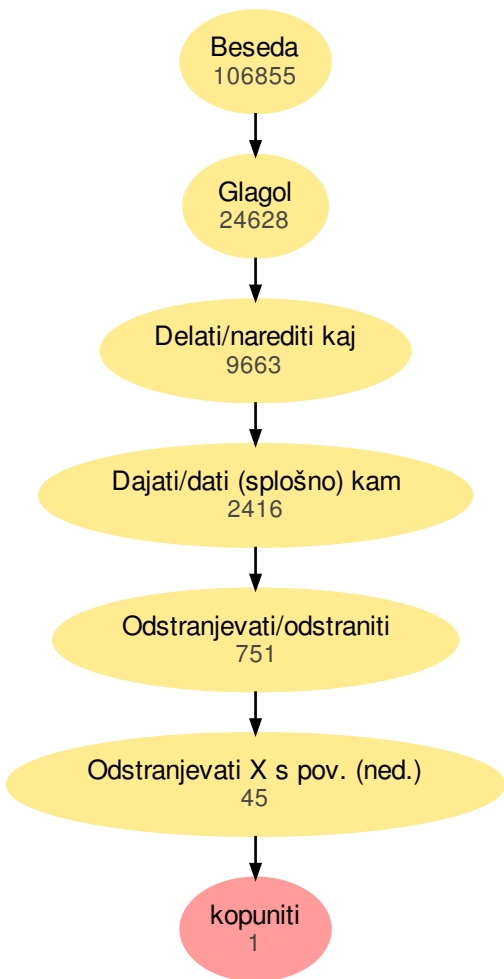 Beseda
106855
Glagol
24628
Delati/narediti kaj
9663
Dajati/dati (splošno) kam
2416
Odstranjevati/odstraniti
751
Odstranjevati X s pov. (ned.)
45
kopuniti
1